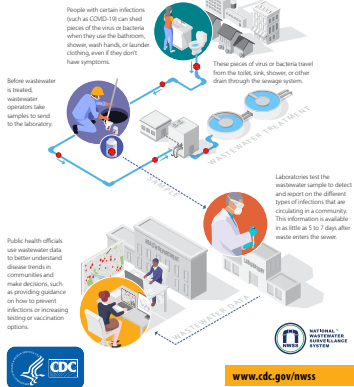 People with certain infections
(such as COVID-19) can shed
pieces of the virus or bacteria
when they use the bathroom,
shower, wash hands, or launder
clothing, even if they don't
have symptoms.
These pieces of virus or bacteria travel
from the toilet, sink, shower, or other
drain through the sewage system.
Before wastewater
is treated,
wastewater
operators take
samples to send
to the laboratory.
WASTEWATER TREATMENT
SAMPLE
Laboratories test the
wastewater sample to detect
and report on the different
types of infections that are
circulating in a community.
This information is available
in as little as 5 to 7 days after
waste enters the sewer.
Public health officials
use wastewater data
to better understand
disease trends in
communities and
make decisions, such
as providing guidance
on how to prevent
infections or increasing
testing or vaccination
options.
HEALTH DEPARTMENT
LABORATORY
WASTEWATER DATA
NWSS
NATIONAL
WASTEWATER
SURVEILLANCE
SYSTEM
CDC
www.cdc.gov/nwss